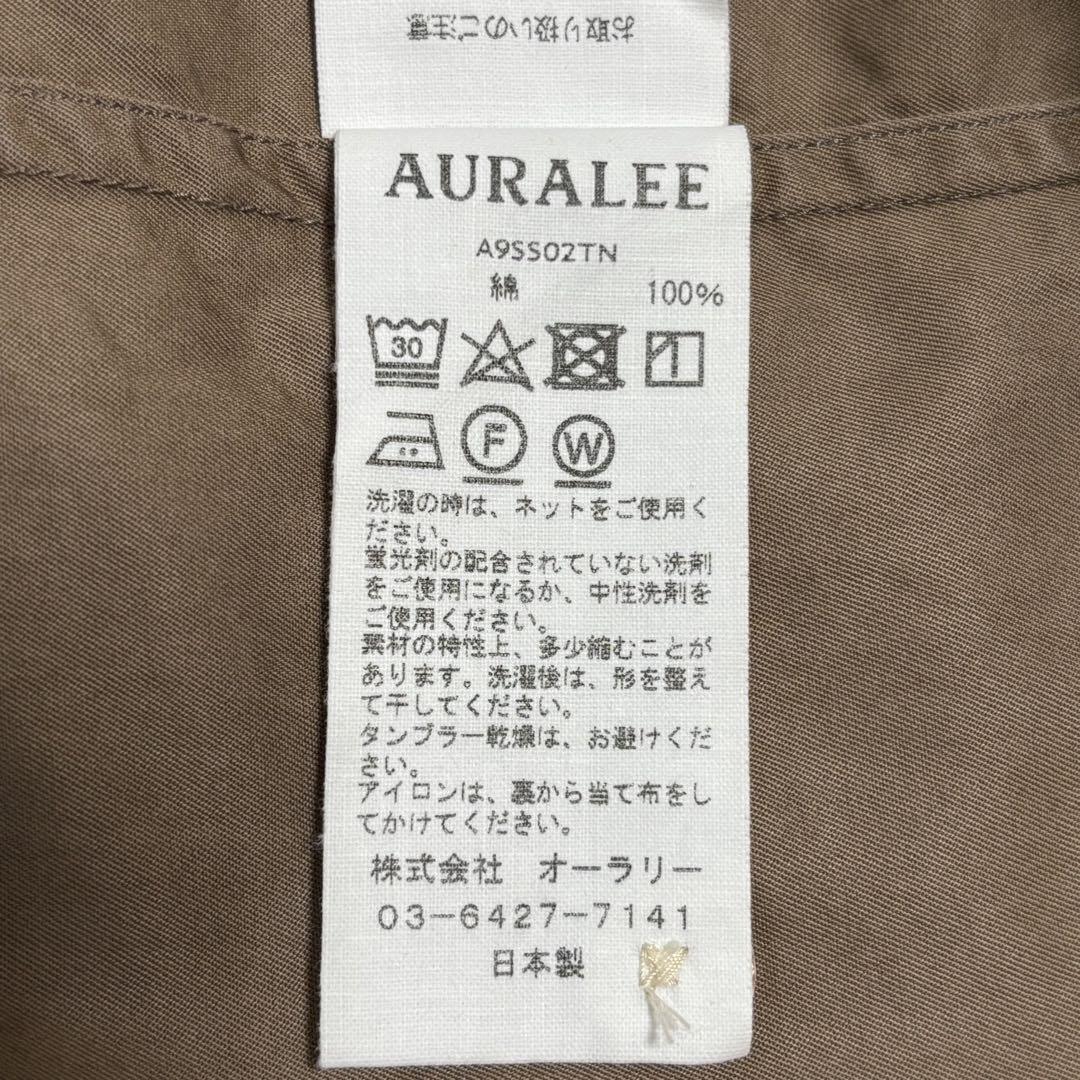 お取り扱いのご注意
AURALEE
A9SS02TN
綿 100%
30
F W
洗濯の時は、ネットをご使用く
ださい。
蛍光剤の配合されていない洗剤
をご使用になるか、中性洗剤を
ご使用ください。
素材の特性上、多少縮むことが
あります。洗濯後は、形を整え
て干してください。
タンブラー乾燥は、お避けくだ
さい。
アイロンは、裏から当て布をし
てかけてください。
株式会社 オーラリー
03-6427-7141
日本製